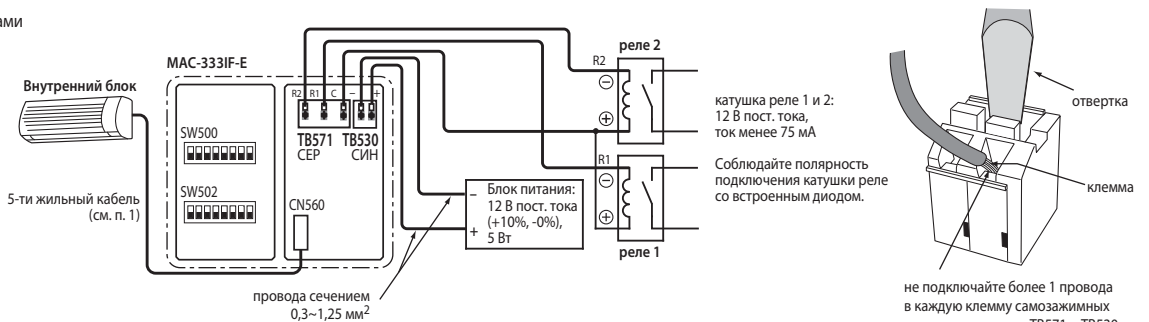 ами
MAC-333IF-E
Внутренний блок
5-ти жильный кабель
(см. п. 1)
SW500
SW502
R2 R1 C − +
TB571 TB530
СЕР СИН
CN560
провода сечением
0,3~1,25 мм²
−
+
Блок питания:
12 В пост. тока
(+10%, -0%),
5 Вт
реле 2
R2
−
+
R1
−
+
реле 1
катушка реле 1 и 2:
12 В пост. тока,
ток менее 75 мА
Соблюдайте полярность
подключения катушки реле
со встроенным диодом.
отвертка
клемма
не подключайте более 1 провода
в каждую клемму самозажимных